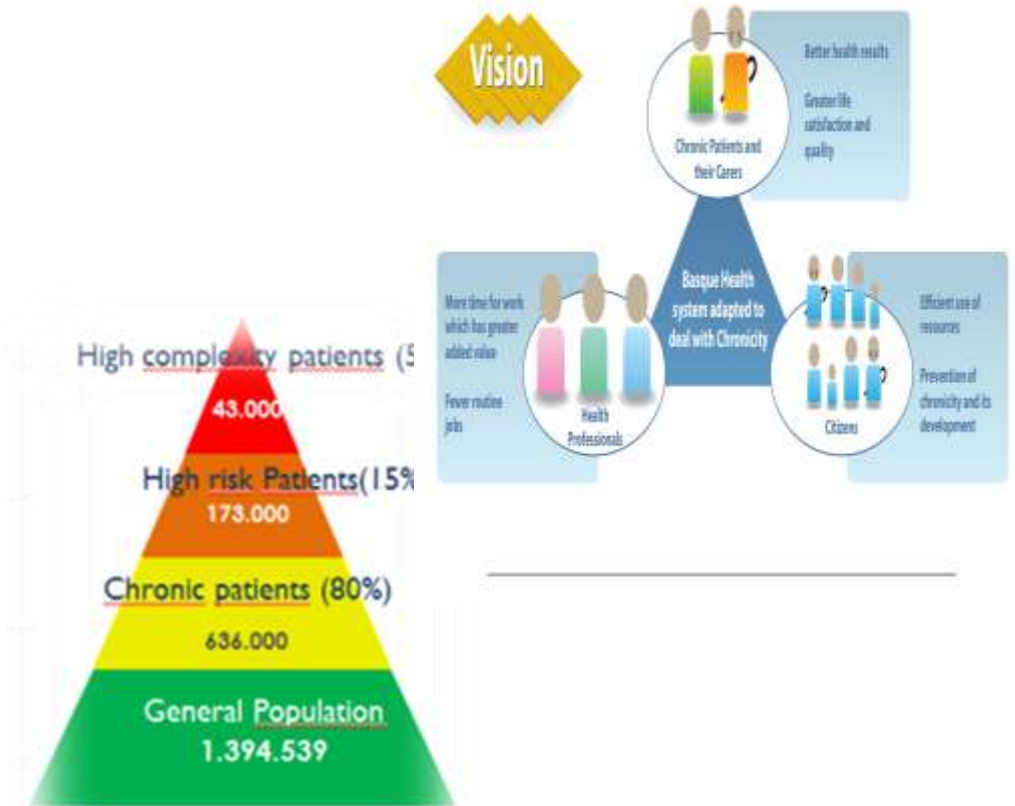 Vision
Chronic Patients and
their Carers
Better health results
Greater life
satisfaction and
quality
Basque Health
system adapted to
deal with Chronicity
More time for work
which has greater
added value
Fewer routine
jobs
Health
Professionals
Citizens
Efficient use of
resources
Prevention of
chronicity and its
development
High complexity patients (5
43.000
High risk Patients(15%
173.000
Chronic patients (80%)
636.000
General Population
1.394.539